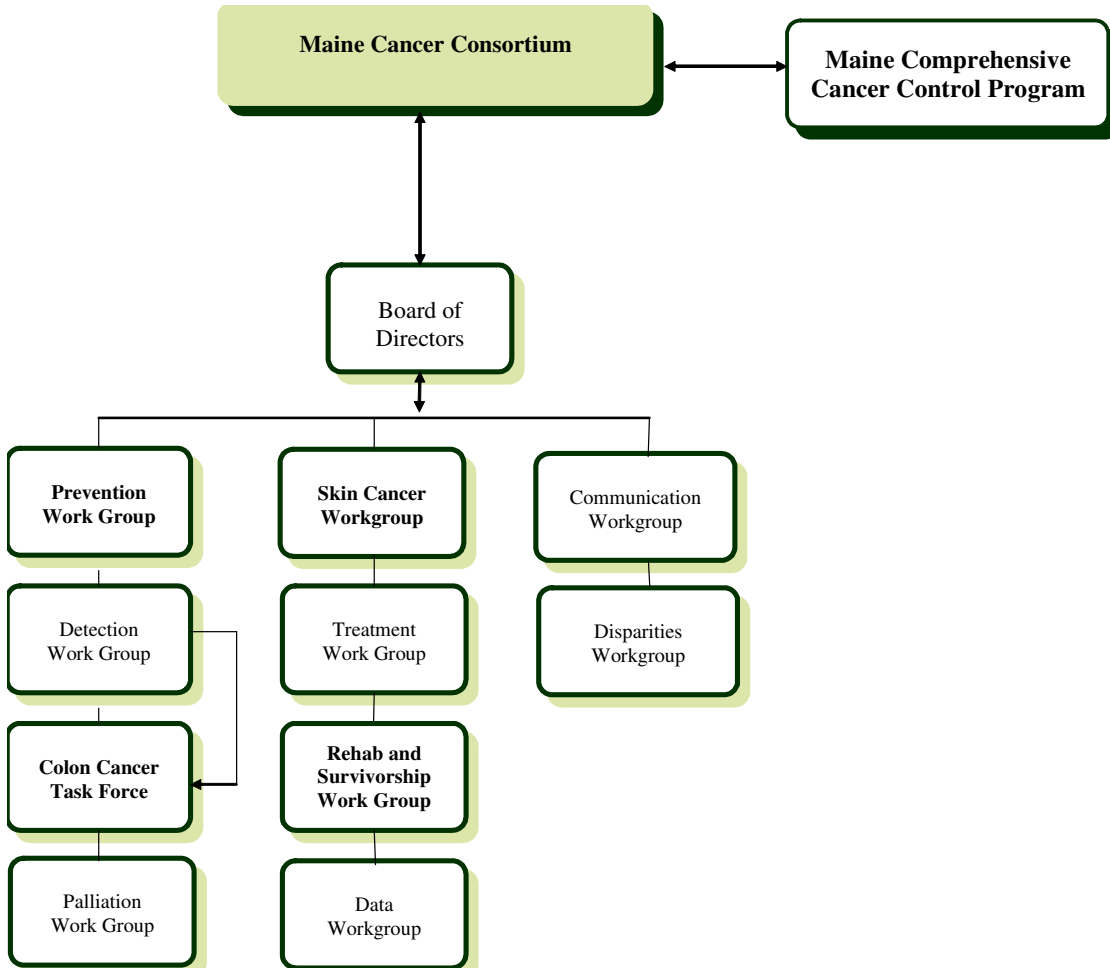 Maine Cancer Consortium
Maine Comprehensive
Cancer Control Program
Board of
Directors
Prevention
Work Group
Skin Cancer
Workgroup
Communication
Workgroup
Detection
Work Group
Treatment
Work Group
Disparities
Workgroup
Colon Cancer
Task Force
Rehab and
Survivorship
Work Group
Palliation
Work Group
Data
Workgroup